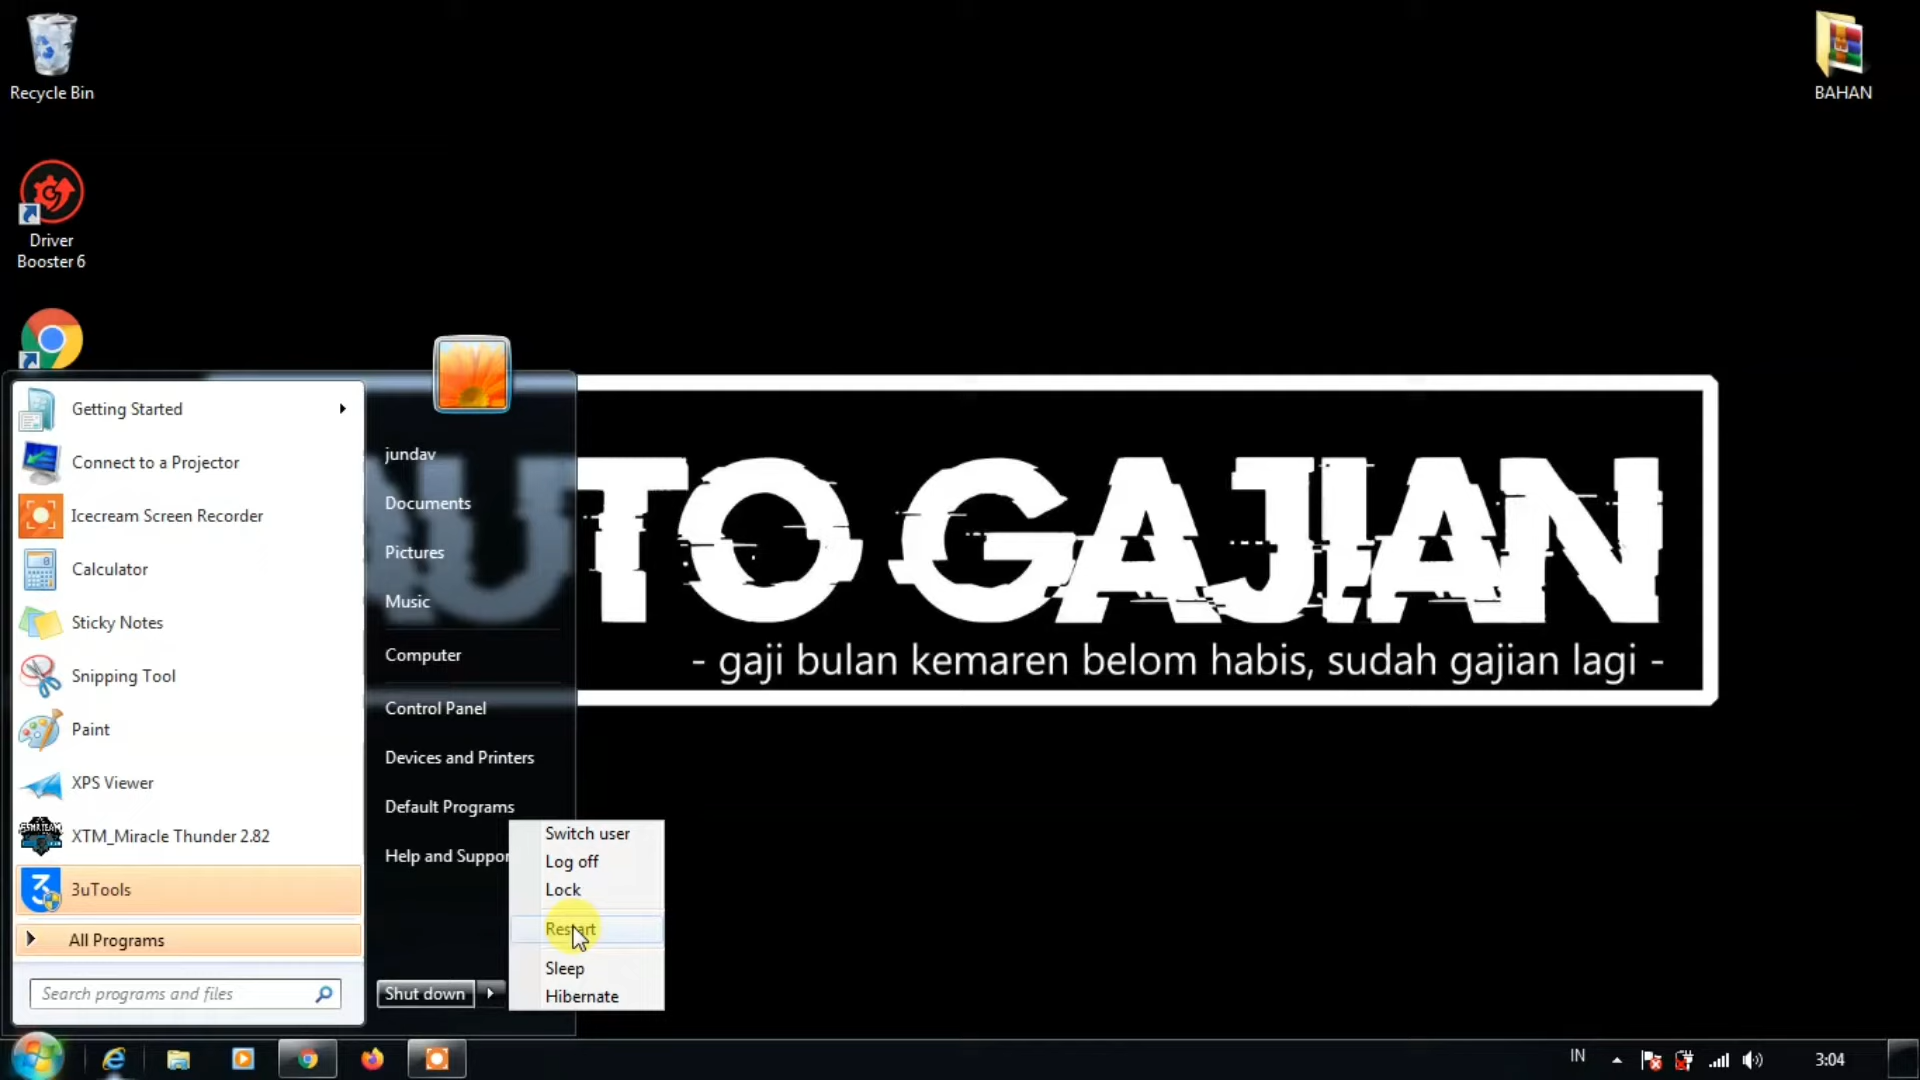 Recycle Bin
BAHAN
Driver
Booster 6
Getting Started
Connect to a Projector
Icecream Screen Recorder
Calculator
Sticky Notes
Snipping Tool
Paint
XPS Viewer
XTM_Miracle Thunder 2.82
3uTools
All Programs
Search programs and files
jundav
Documents
Pictures
Music
Computer
Control Panel
Devices and Printers
Default Programs
Help and Suppor
Shut down
Switch user
Log off
Lock
Restart
Sleep
Hibernate
AUTO GAJIAN
- gaji bulan kemaren belom habis, sudah gajian lagi -
IN
3:04